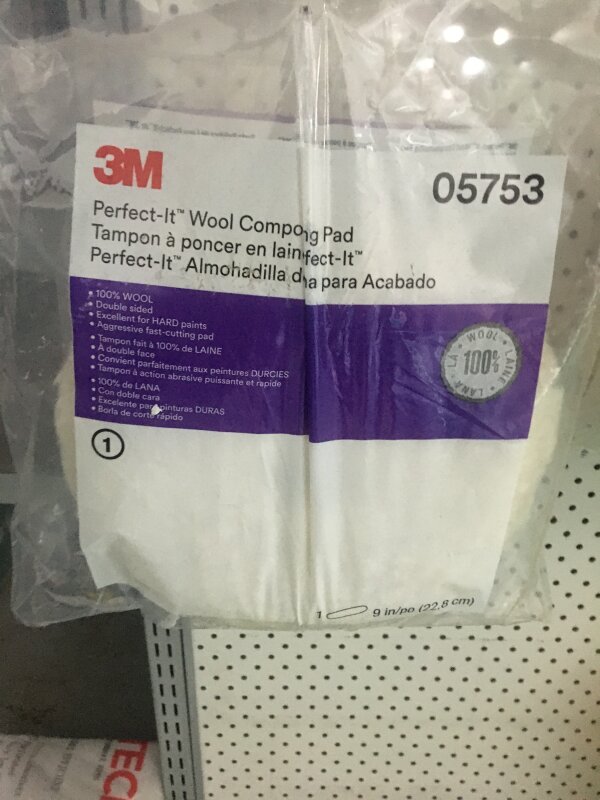 3M
05753
Perfect-It™ Wool Compo g Pad
Tampon à poncer en lain fect-It™
Perfect-It™ Almohadilla d a para Acabado
• 100% WOOL
• Double sided
• Excellent for HARD paints
• Aggressive fast-cutting pad
• Tampon fait à 100% de LAINE
• À double face
• Convient parfaitement aux peintures DURCIES
• Tampon à action abrasive puissante et rapide
• 100% de LANA
• Con doble cara
• Excelente para pinturas DURAS
• Borla de corte rápido
WOOL • LAINE • LANA • LA
100%
1
1 9 in/po (22,8 cm)
TEC